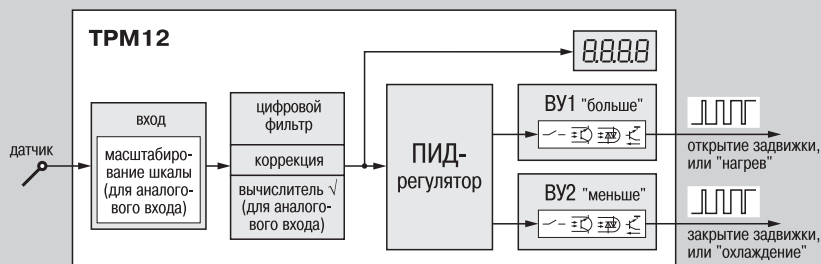 ТРМ12
8.8.8.8
датчик
вход
масштабиро-
вание шкалы
(для аналого-
вого входа)
цифровой
фильтр
коррекция
вычислитель √
(для аналого-
вого входа)
ПИД-
регулятор
ВУ1 "больше"
открытие задвижки,
или "нагрев"
ВУ2 "меньше"
закрытие задвижки,
или "охлаждение"